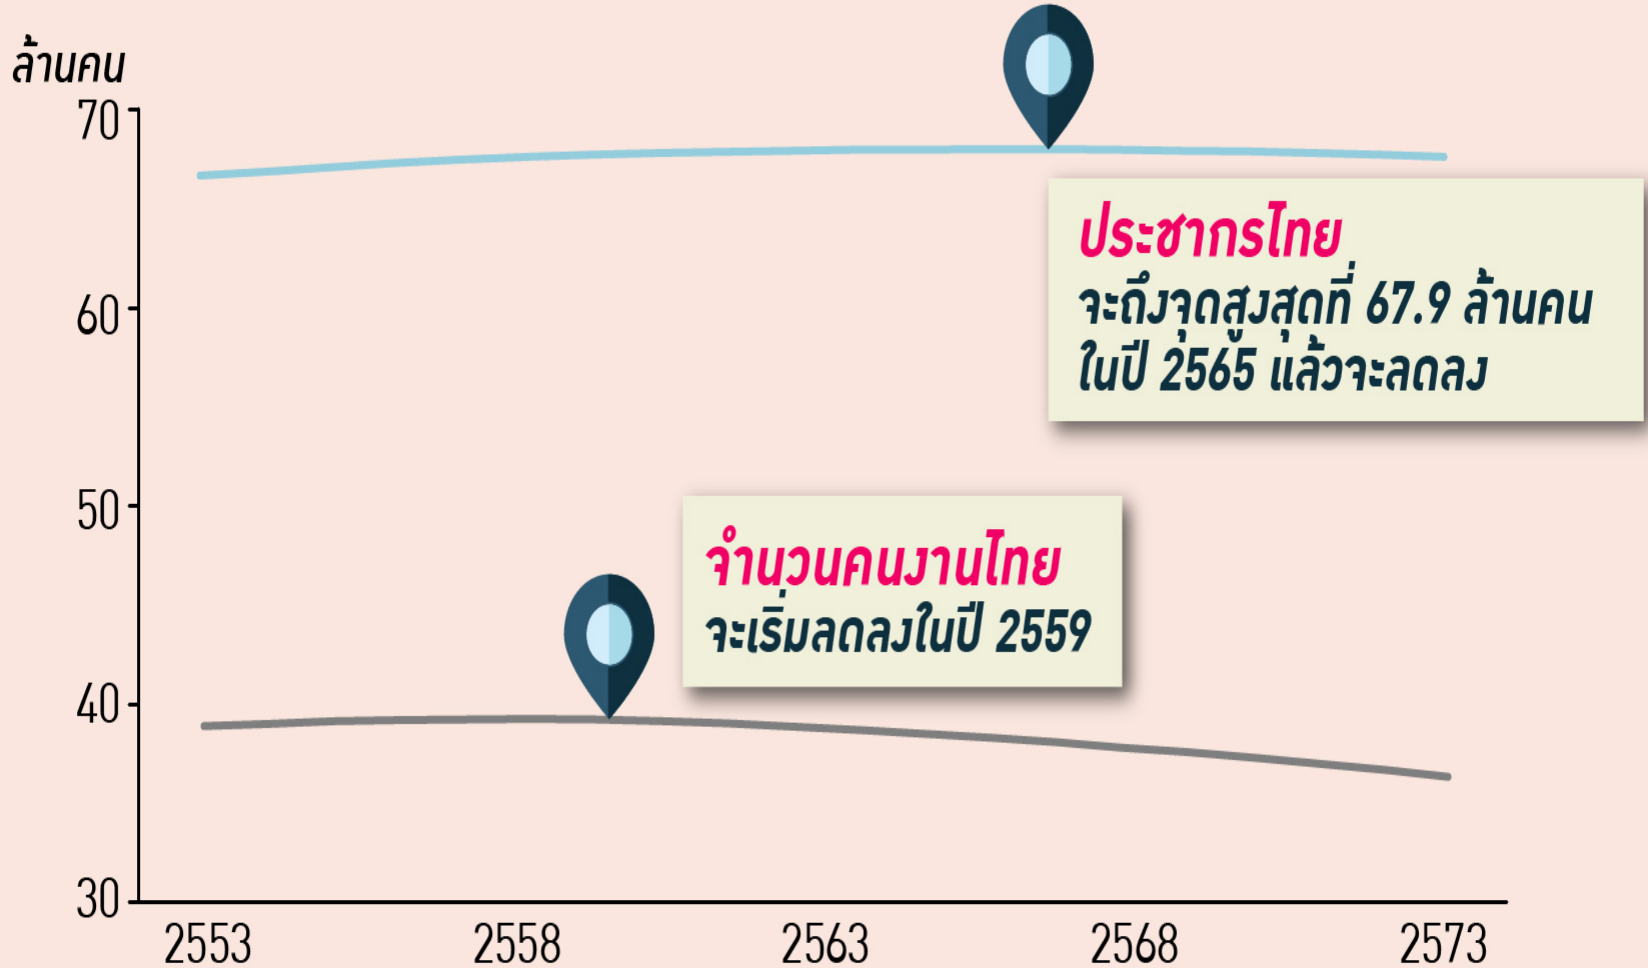 ล้านคน
70
60
50
40
30
ประชากรไทย
จะถึงจุดสูงสุดที่ 67.9 ล้านคน
ในปี 2565 แล้วจะลดลง
จำนวนคนงานไทย
จะเริ่มลดลงในปี 2559
2553 2558 2563 2568 2573